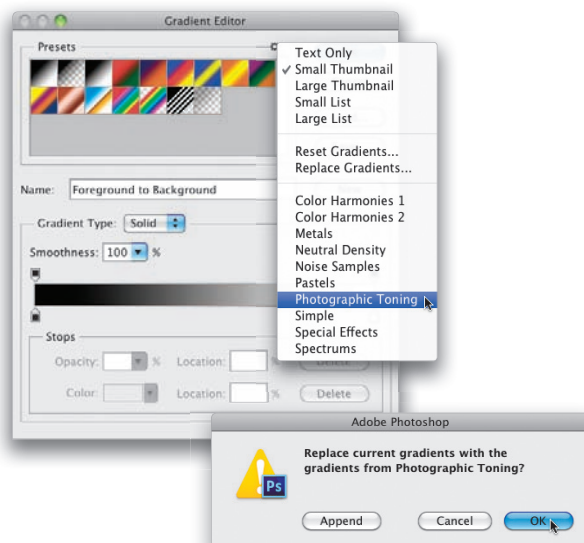 Gradient Editor
Presets
Text Only
✓ Small Thumbnail
Large Thumbnail
Small List
Large List
Reset Gradients...
Replace Gradients...
Color Harmonies 1
Color Harmonies 2
Metals
Neutral Density
Noise Samples
Pastels
Photographic Toning
Simple
Special Effects
Spectrums
Name: Foreground to Background
Gradient Type: Solid
Smoothness: 100 %
Stops
Opacity: % Location: % Delete
Color: Location: % Delete
Adobe Photoshop
Replace current gradients with the
gradients from Photographic Toning?
Ps
Append Cancel OK